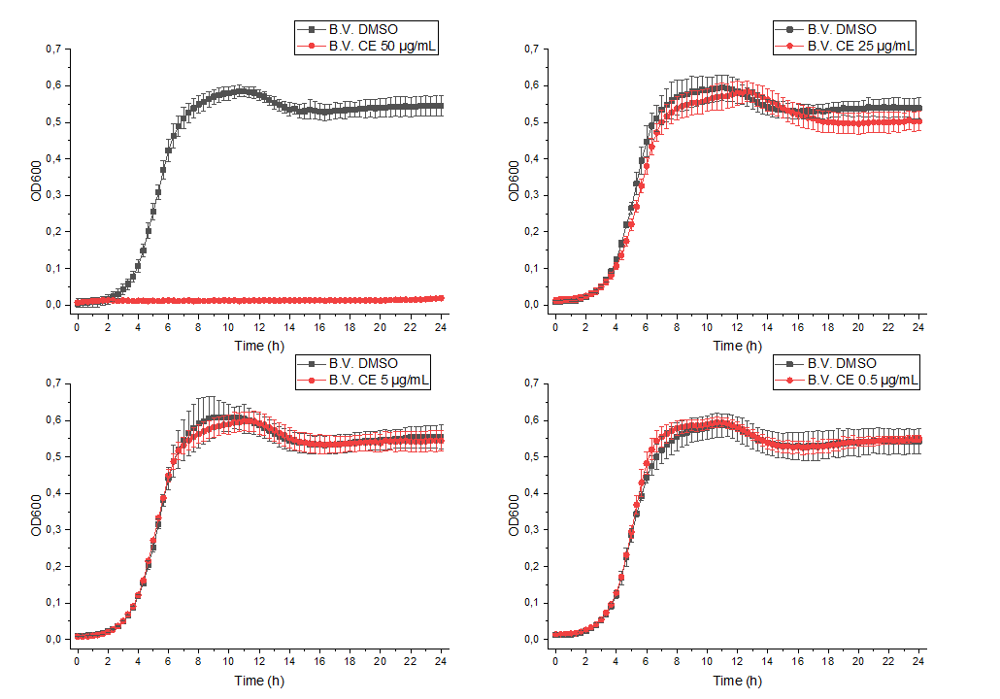 B.V. DMSO
B.V. CE 50 µg/mL
0,7
0,6
0,5
0,4
0,3
0,2
0,1
0,0
OD600
0 2 4 6 8 10 12 14 16 18 20 22 24
Time (h)
B.V. DMSO
B.V. CE 25 µg/mL
0,7
0,6
0,5
0,4
0,3
0,2
0,1
0,0
OD600
0 2 4 6 8 10 12 14 16 18 20 22 24
Time (h)
B.V. DMSO
B.V. CE 5 µg/mL
0,7
0,6
0,5
0,4
0,3
0,2
0,1
0,0
OD600
0 2 4 6 8 10 12 14 16 18 20 22 24
Time (h)
B.V. DMSO
B.V. CE 0.5 µg/mL
0,7
0,6
0,5
0,4
0,3
0,2
0,1
0,0
OD600
0 2 4 6 8 10 12 14 16 18 20 22 24
Time (h)